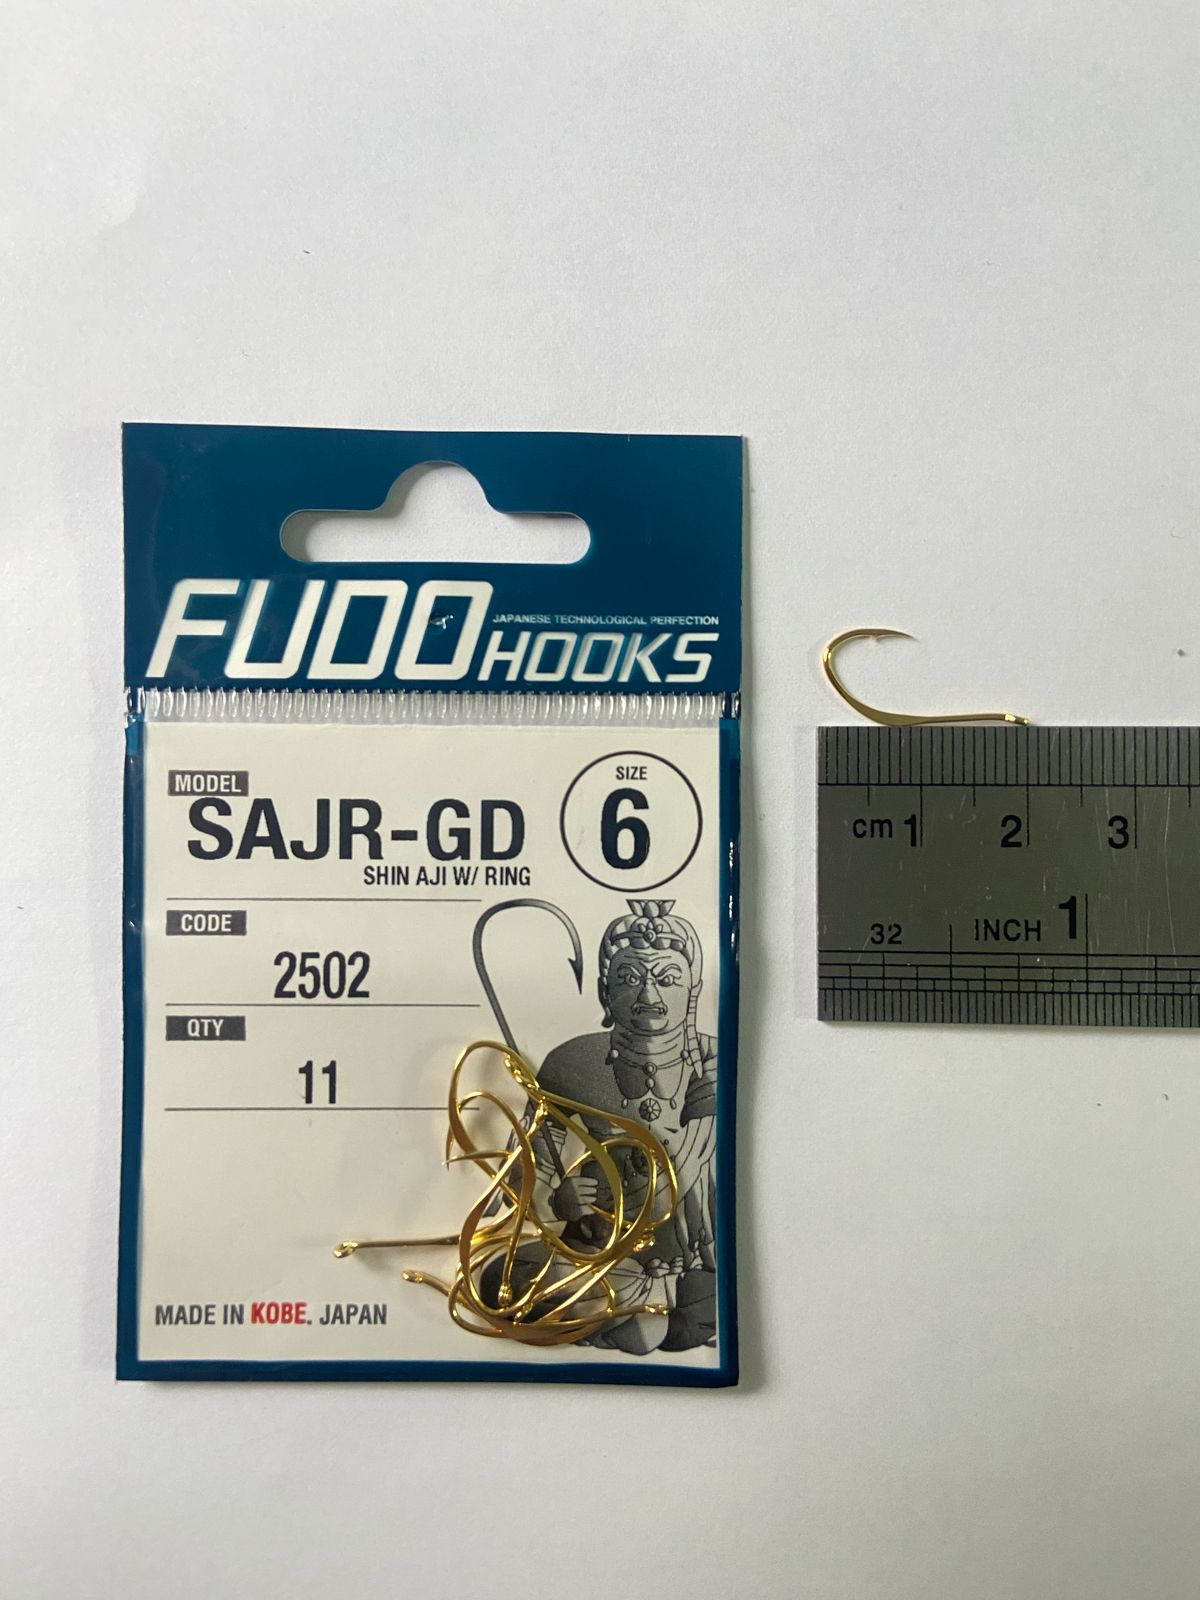 FUDO HOOKS
JAPANESE TECHNOLOGICAL PERFECTION
MODEL
SAJR-GD
SHIN AJI W/ RING
SIZE
6
CODE
2502
QTY
11
MADE IN KOBE. JAPAN
cm 1 2 3
32 INCH 1